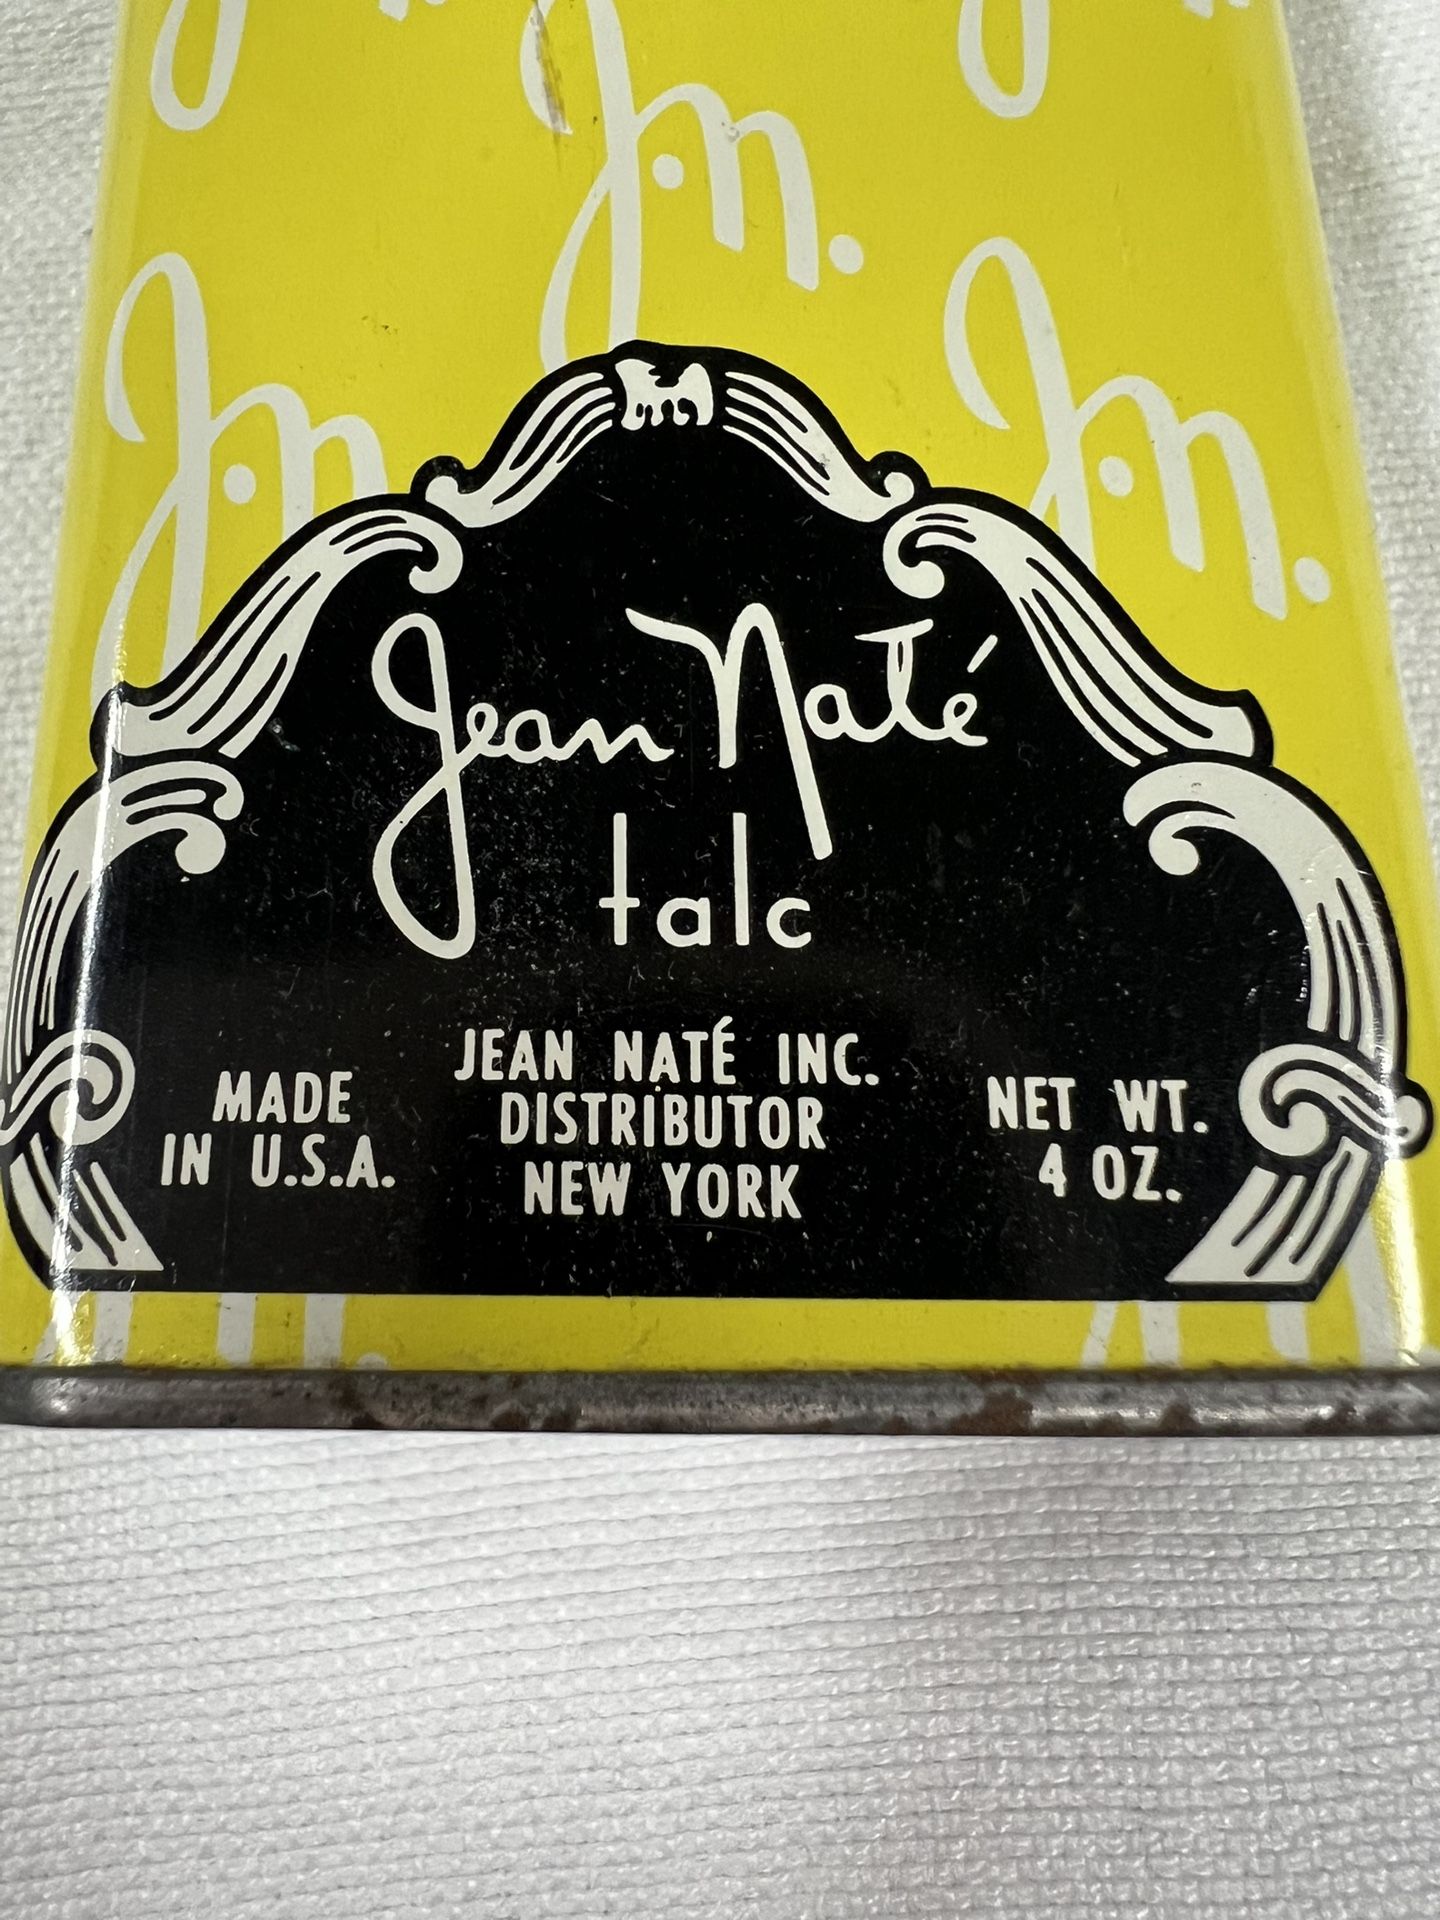 J.N.
J.N.
J.N.
Jean Naté
talc
MADE
IN U.S.A.
JEAN NATÉ INC.
DISTRIBUTOR
NEW YORK
NET WT.
4 OZ.